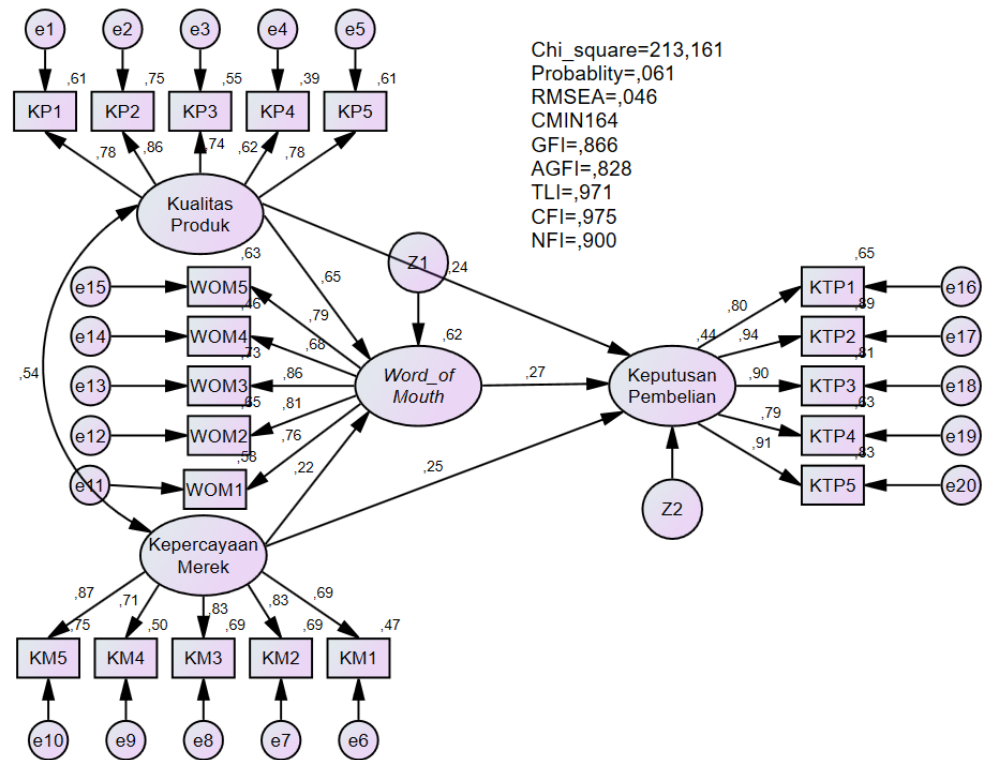 e1
e2
e3
e4
e5
,61
,75
,55
,39
,61
KP1
KP2
KP3
KP4
KP5
,78
,86
,74
,62
,78
Kualitas
Produk
Chi_square=213,161
Probablity=,061
RMSEA=,046
CMIN164
GFI=,866
AGFI=,828
TLI=,971
CFI=,975
NFI=,900
,54
,65
,24
Z1
,62
e15
WOM5
,63
,79
e14
WOM4
,46
,68
e13
WOM3
,73
,86
e12
WOM2
,65
,81
e11
WOM1
,58
,76
Word_of
Mouth
,27
,22
,25
,44
Keputusan
Pembelian
Z2
,80
,65
KTP1
e16
,94
,89
KTP2
e17
,90
,81
KTP3
e18
,79
,63
KTP4
e19
,91
,83
KTP5
e20
Kepercayaan
Merek
,87
,71
,83
,83
,69
,75
,50
,69
,69
,47
KM5
KM4
KM3
KM2
KM1
e10
e9
e8
e7
e6